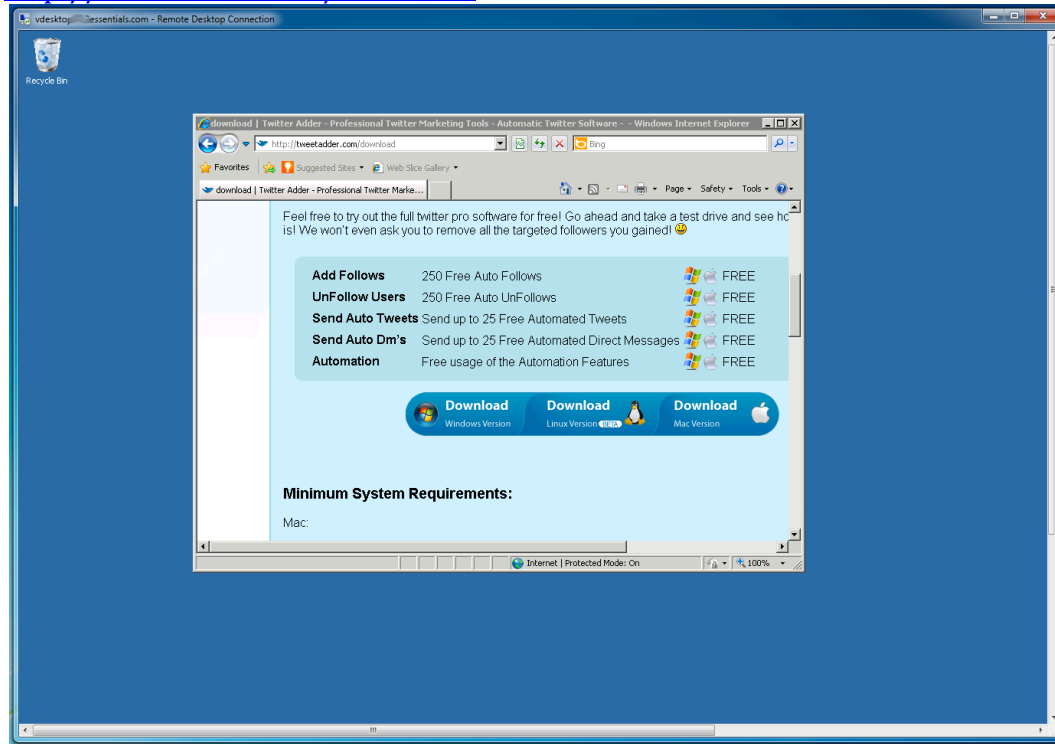 vdesktop essentials.com - Remote Desktop Connection
Recycle Bin
download | Twitter Adder - Professional Twitter Marketing Tools - Automatic Twitter Software - - Windows Internet Explorer
http://tweetadder.com/download
Bing
Favorites Suggested Sites Web Slice Gallery
download | Twitter Adder - Professional Twitter Marke...
Page Safety Tools
Feel free to try out the full twitter pro software for free! Go ahead and take a test drive and see
is! We won't even ask you to remove all the targeted followers you gained!
Add Follows 250 Free Auto Follows FREE
UnFollow Users 250 Free Auto UnFollows FREE
Send Auto Tweets Send up to 25 Free Automated Tweets FREE
Send Auto Dm's Send up to 25 Free Automated Direct Messages FREE
Automation Free usage of the Automation Features FREE
Download Download Download
Windows Version Linux Version BETA Mac Version
Minimum System Requirements:
Mac:
Internet | Protected Mode: On 100%